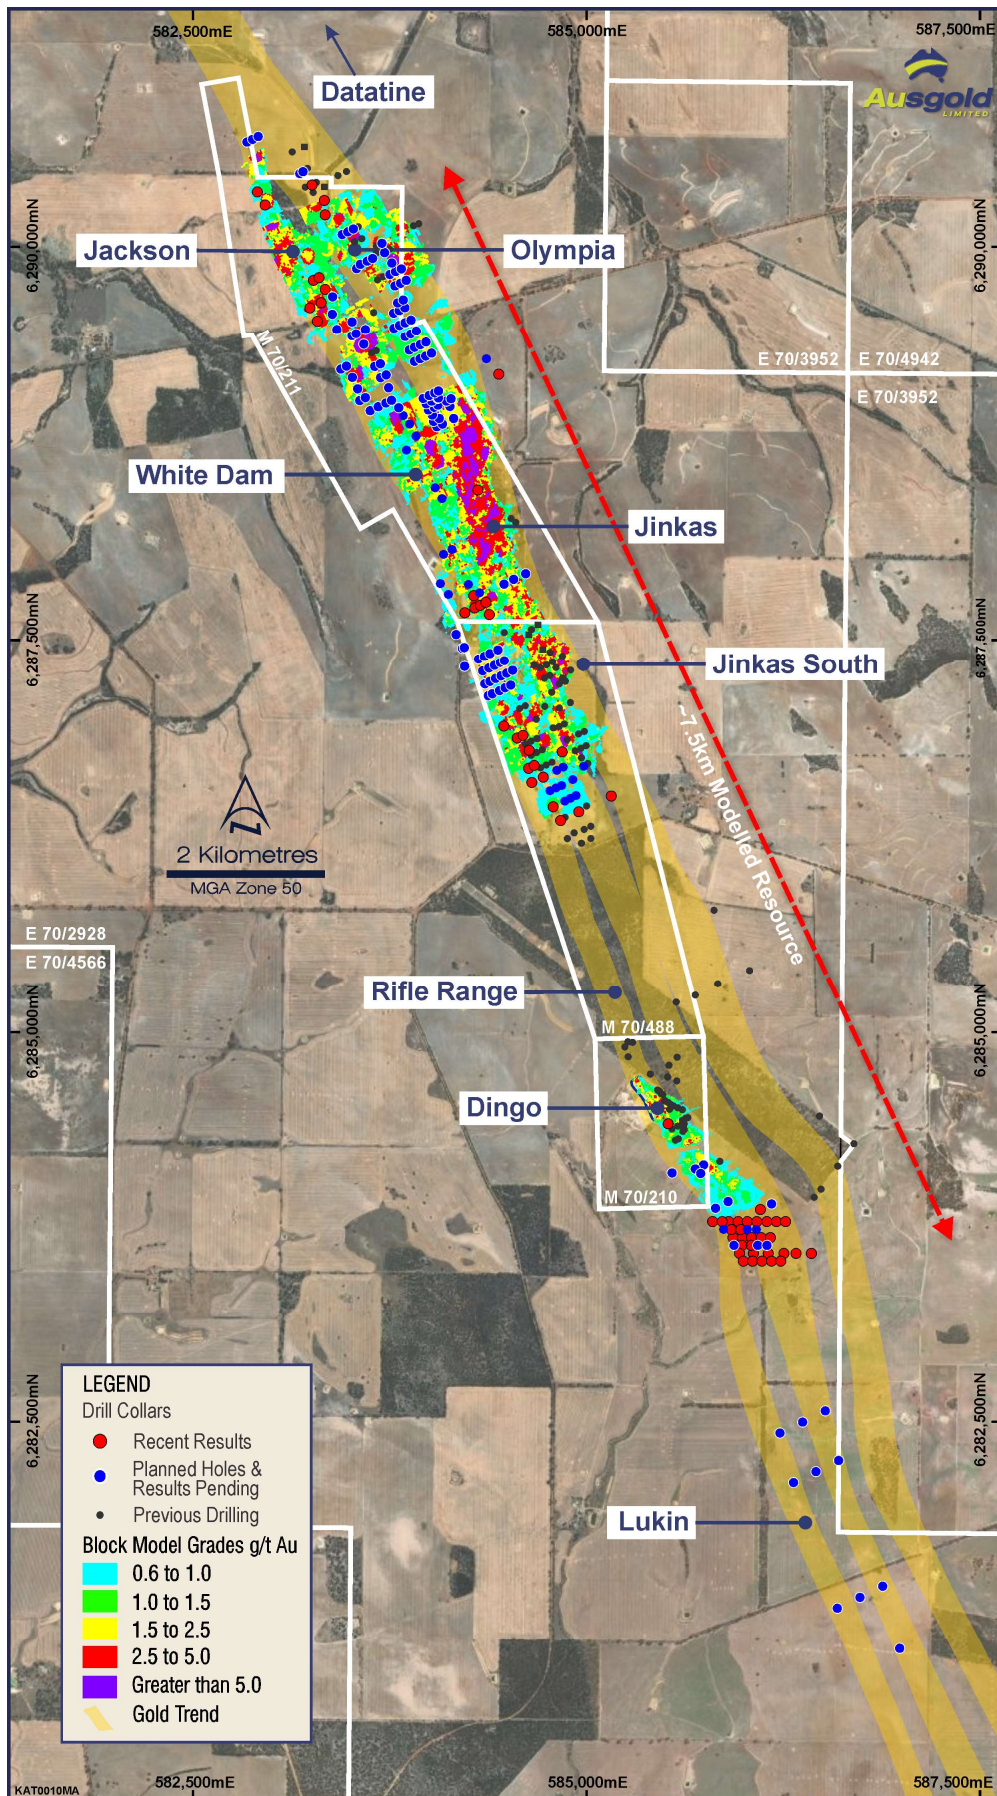 582,500mE
585,000mE
587,500mE
Ausgold
LIMITED
Datatine
6,290,000mN
6,290,000mN
Jackson
Olympia
M 70/211
E 70/3952
E 70/4942
E 70/3952
White Dam
Jinkas
6,287,500mN
6,287,500mN
Jinkas South
~7.5km Modelled Resource
2 Kilometres
MGA Zone 50
E 70/2928
E 70/4566
Rifle Range
6,285,000mN
6,285,000mN
M 70/488
Dingo
M 70/210
6,282,500mN
6,282,500mN
LEGEND
Drill Collars
Recent Results
Planned Holes &
Results Pending
Previous Drilling
Block Model Grades g/t Au
0.6 to 1.0
1.0 to 1.5
1.5 to 2.5
2.5 to 5.0
Greater than 5.0
Gold Trend
Lukin
KAT0010MA
582,500mE
585,000mE
587,500mE